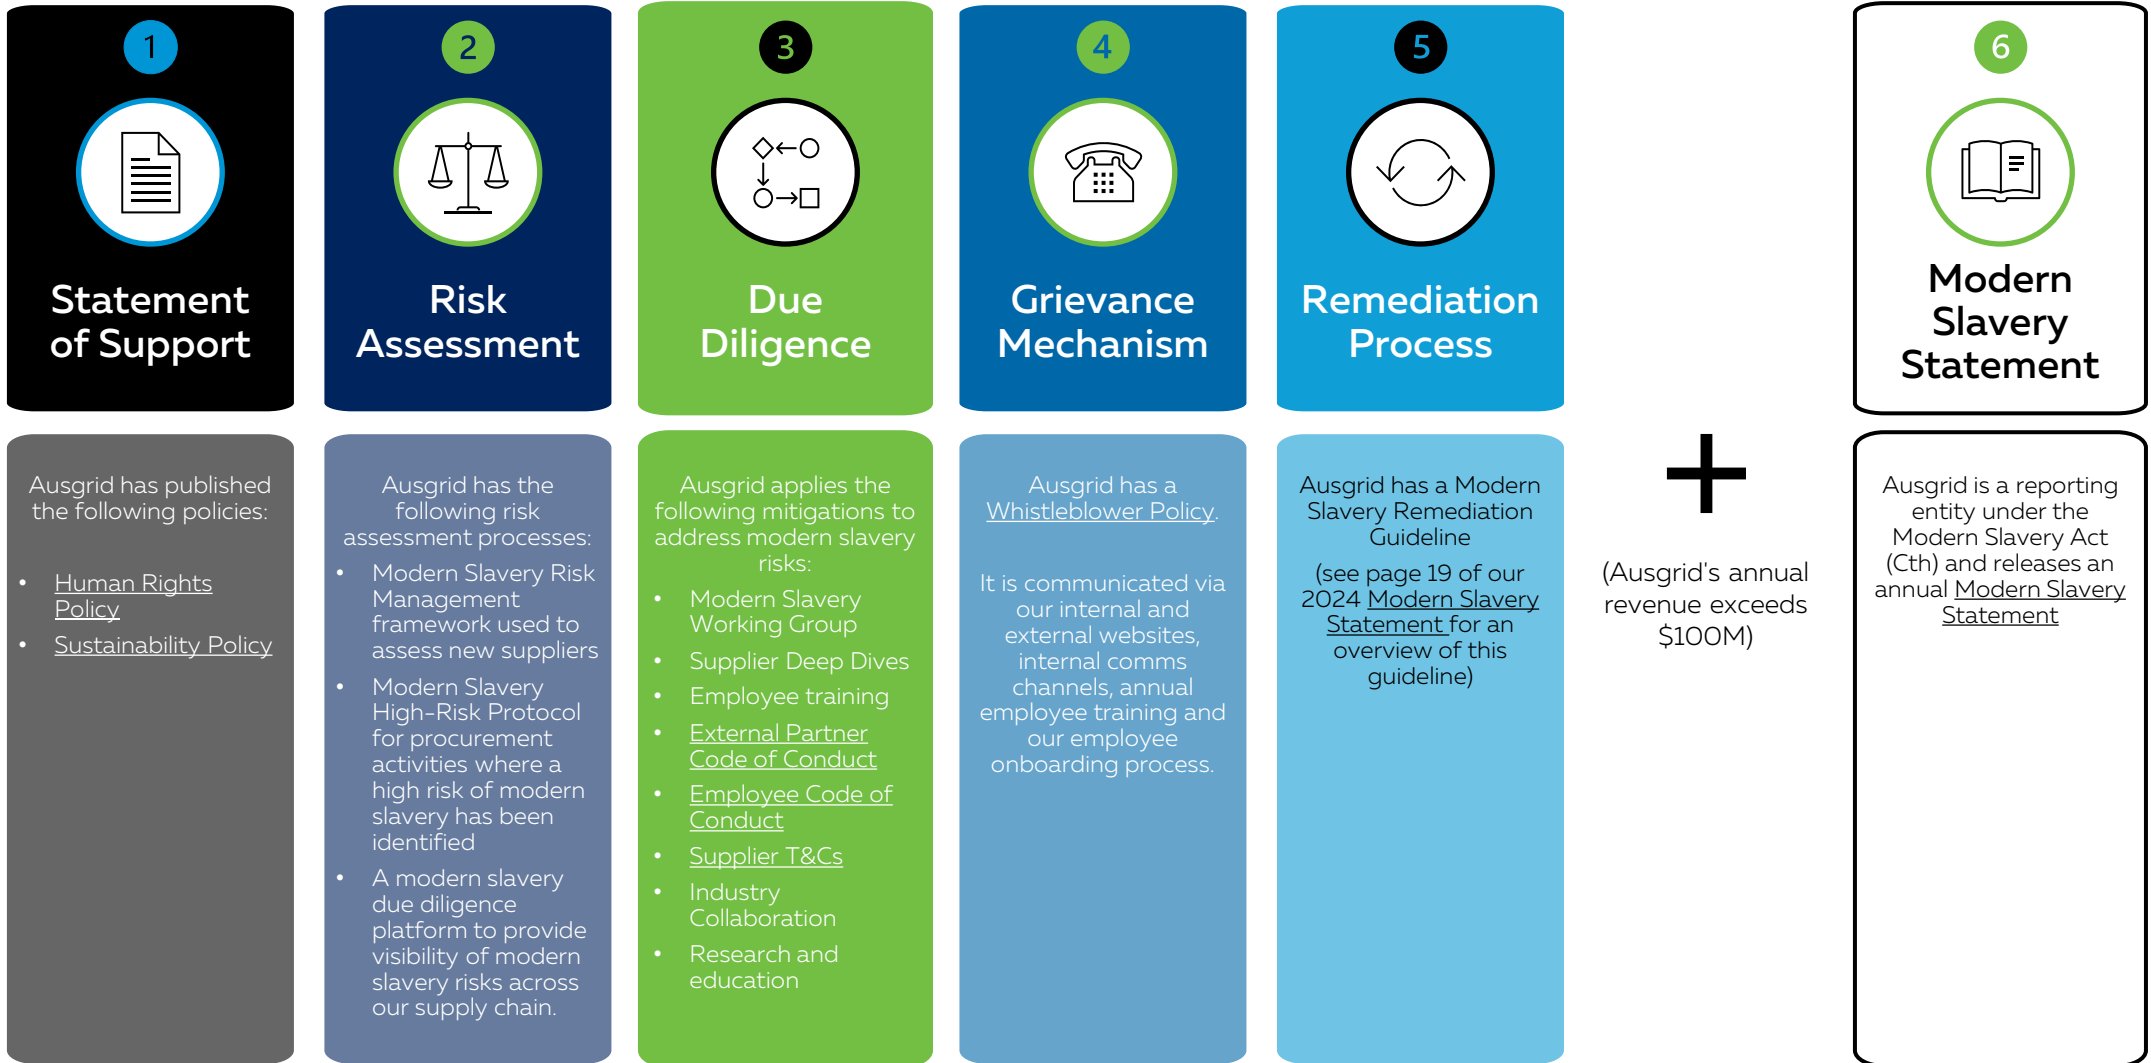 1
Statement
of Support
Ausgrid has published
the following policies:
• Human Rights
Policy
• Sustainability Policy
2
Risk
Assessment
Ausgrid has the
following risk
assessment processes:
• Modern Slavery Risk
Management
framework used to
assess new suppliers
• Modern Slavery
High-Risk Protocol
for procurement
activities where a
high risk of modern
slavery has been
identified
• A modern slavery
due diligence
platform to provide
visibility of modern
slavery risks across
our supply chain.
3
Due
Diligence
Ausgrid applies the
following mitigations to
address modern slavery
risks:
• Modern Slavery
Working Group
• Supplier Deep Dives
• Employee training
• External Partner
Code of Conduct
• Employee Code of
Conduct
• Supplier T&Cs
• Industry
Collaboration
• Research and
education
4
Grievance
Mechanism
Ausgrid has a
Whistleblower Policy.
It is communicated via
our internal and
external websites,
internal comms
channels, annual
employee training and
our employee
onboarding process.
5
Remediation
Process
Ausgrid has a Modern
Slavery Remediation
Guideline
(see page 19 of our
2024 Modern Slavery
Statement for an
overview of this
guideline)
+
(Ausgrid's annual
revenue exceeds
$100M)
6
Modern
Slavery
Statement
Ausgrid is a reporting
entity under the
Modern Slavery Act
(Cth) and releases an
annual Modern Slavery
Statement